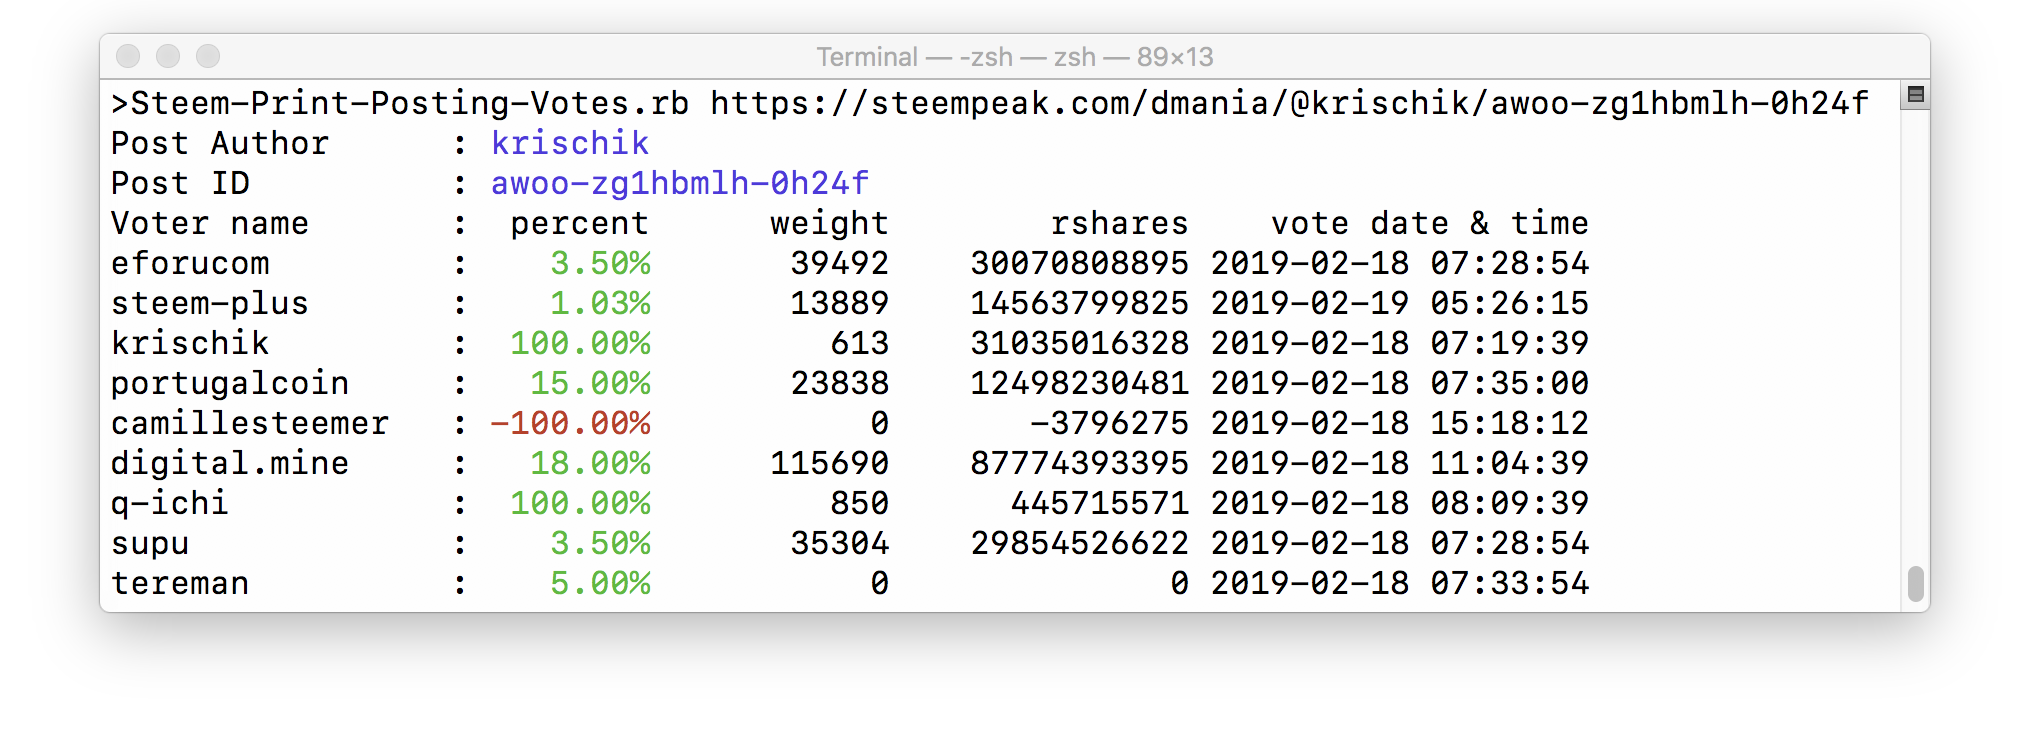 Terminal — -zsh — zsh — 89×13
>Steem-Print-Posting-Votes.rb https://steempeak.com/dmania/@krischik/awoo-zg1hbmlh-0h24f
Post Author : krischik
Post ID : awoo-zg1hbmlh-0h24f
Voter name : percent weight rshares vote date & time
eforucom : 3.50% 39492 30070808895 2019-02-18 07:28:54
steem-plus : 1.03% 13889 14563799825 2019-02-19 05:26:15
krischik : 100.00% 613 31035016328 2019-02-18 07:19:39
portugalcoin : 15.00% 23838 12498230481 2019-02-18 07:35:00
camillesteemer : -100.00% 0 -3796275 2019-02-18 15:18:12
digital.mine : 18.00% 115690 87774393395 2019-02-18 11:04:39
q-ichi : 100.00% 850 445715571 2019-02-18 08:09:39
supu : 3.50% 35304 29854526622 2019-02-18 07:28:54
tereman : 5.00% 0 0 2019-02-18 07:33:54